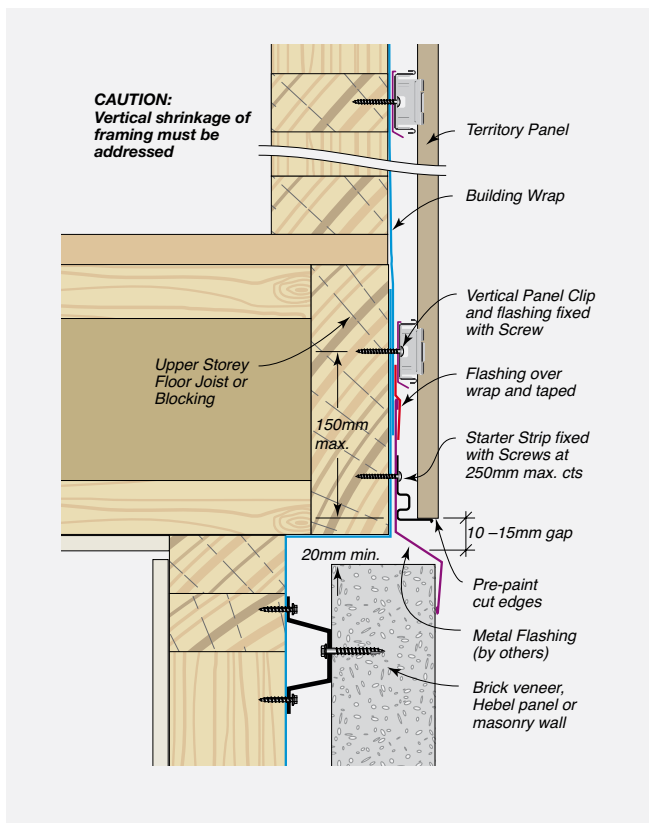 CAUTION:
Vertical shrinkage of
framing must be
addressed
Territory Panel
Building Wrap
Vertical Panel Clip
and flashing fixed
with Screw
Upper Storey
Floor Joist or
Blocking
Flashing over
wrap and taped
150mm
max.
Starter Strip fixed
with Screws at
250mm max. cts
10 –15mm gap
20mm min.
Pre-paint
cut edges
Metal Flashing
(by others)
Brick veneer,
Hebel panel or
masonry wall